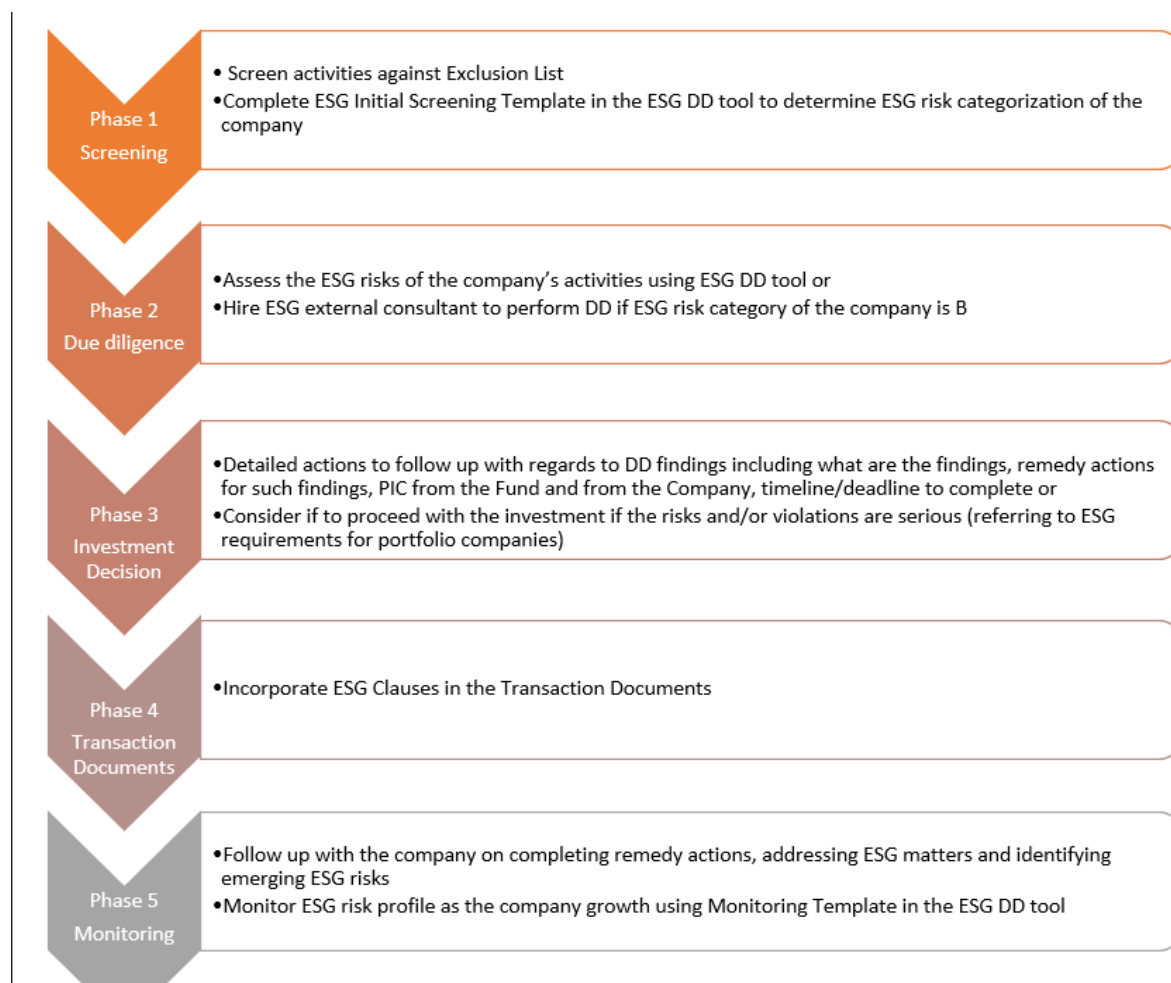 Phase 1
Screening
• Screen activities against Exclusion List
•Complete ESG Initial Screening Template in the ESG DD tool to determine ESG risk categorization of the
company
Phase 2
Due diligence
•Assess the ESG risks of the company’s activities using ESG DD tool or
•Hire ESG external consultant to perform DD if ESG risk category of the company is B
Phase 3
Investment
Decision
•Detailed actions to follow up with regards to DD findings including what are the findings, remedy actions
for such findings, PIC from the Fund and from the Company, timeline/deadline to complete or
•Consider if to proceed with the investment if the risks and/or violations are serious (referring to ESG
requirements for portfolio companies)
Phase 4
Transaction
Documents
•Incorporate ESG Clauses in the Transaction Documents
Phase 5
Monitoring
•Follow up with the company on completing remedy actions, addressing ESG matters and identifying
emerging ESG risks
•Monitor ESG risk profile as the company growth using Monitoring Template in the ESG DD tool